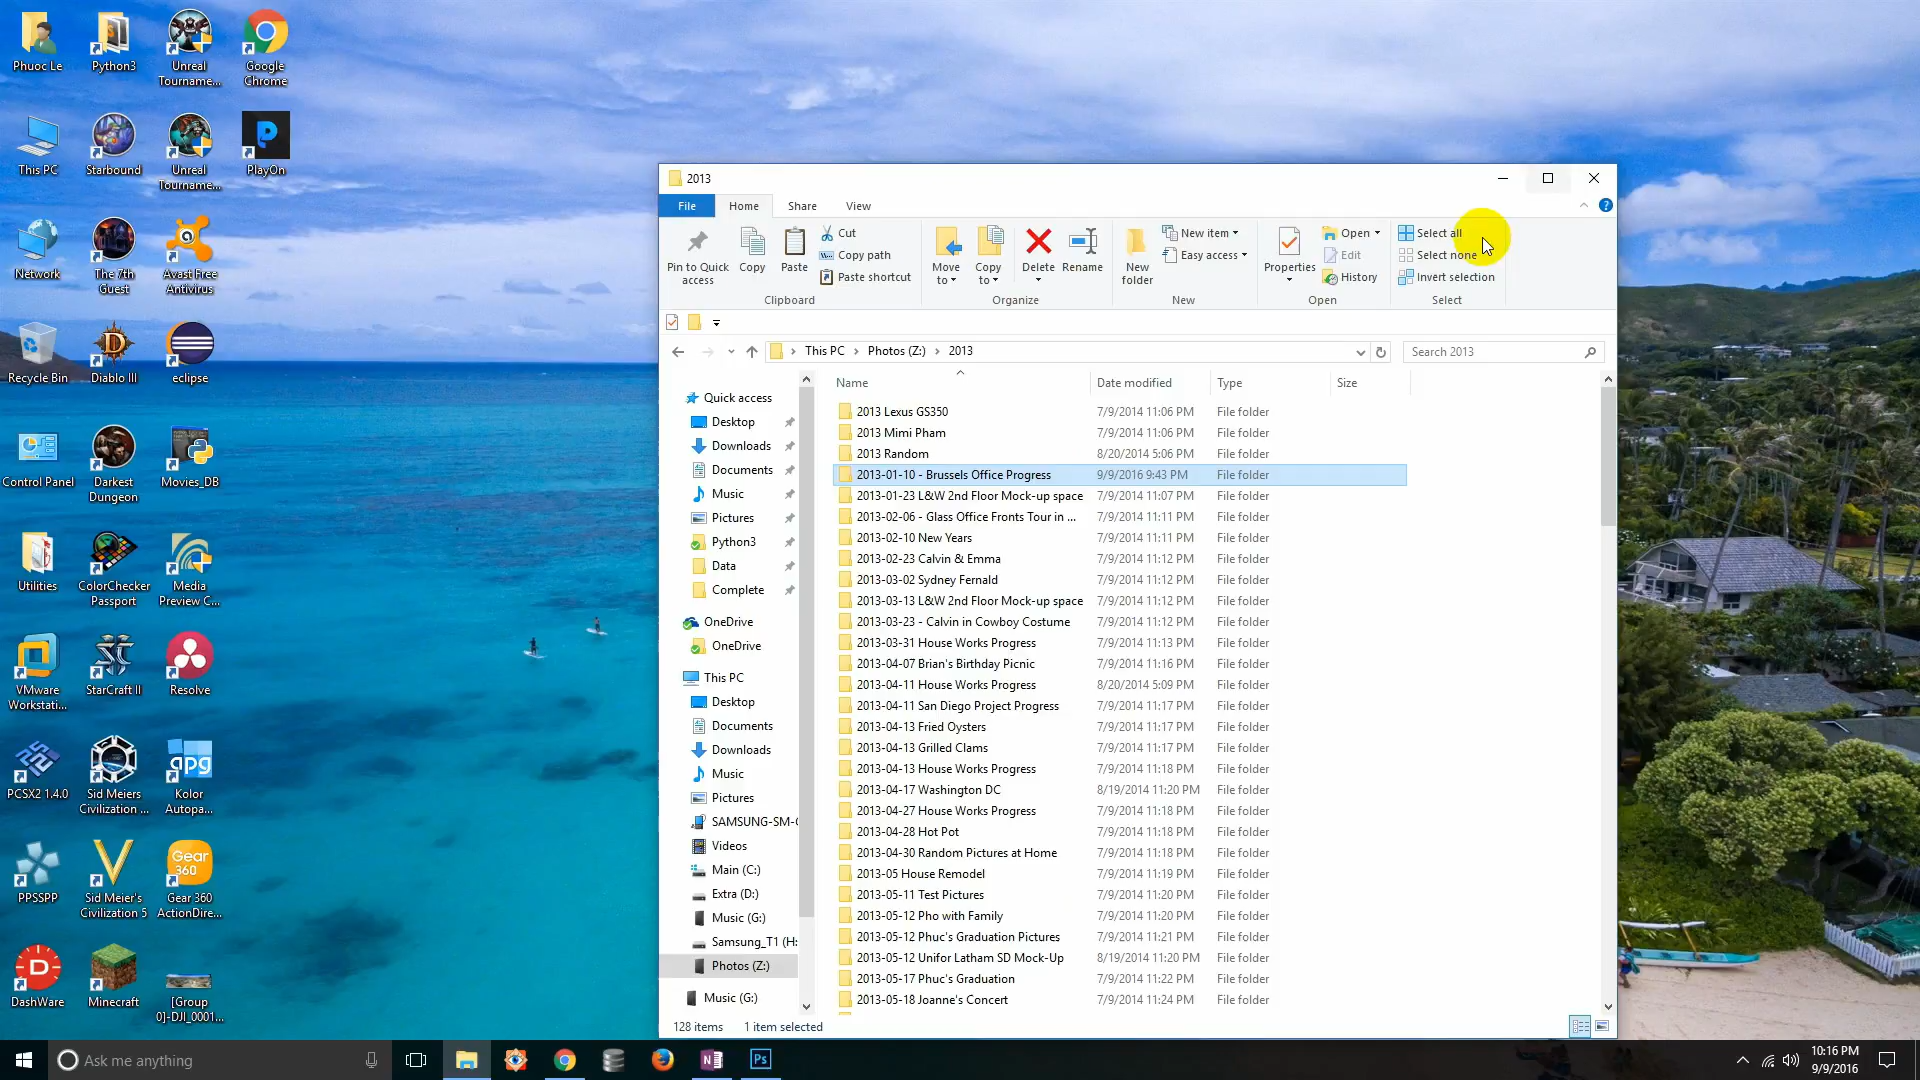 Phuoc Le
Python3
Unreal
Tourname...
Google
Chrome
This PC
Starbound
Unreal
Tourname...
PlayOn
Network
The 7th
Guest
Avast Free
Antivirus
Recycle Bin
Diablo III
eclipse
Control Panel
Darkest
Dungeon
Movies_DB
Utilities
ColorChecker
Passport
Media
Preview C...
VMware
Workstati...
StarCraft II
Resolve
PCSX2 1.4.0
Sid Meiers
Civilization ...
Kolor
Autopa...
PPSSPP
Sid Meier's
Civilization 5
Gear 360
ActionDire...
DashWare
Minecraft
[Group
0]-DJI_0001...
2013
File Home Share View
Pin to Quick
access
Copy
Paste
Cut
Copy path
Paste shortcut
Clipboard
Move
to
Copy
to
Delete
Rename
Organize
New
folder
New item
Easy access
New
Properties
Open
Edit
History
Open
Select all
Select none
Invert selection
Select
This PC Photos (Z:) 2013
Search 2013
Quick access
Desktop
Downloads
Documents
Music
Pictures
Python3
Data
Complete
OneDrive
OneDrive
This PC
Desktop
Documents
Downloads
Music
Pictures
SAMSUNG-SM-
Videos
Main (C:)
Extra (D:)
Music (G:)
Samsung_T1 (H:
Photos (Z:)
Music (G:)
Name Date modified Type Size
2013 Lexus GS350 7/9/2014 11:06 PM File folder
2013 Mimi Pham 7/9/2014 11:06 PM File folder
2013 Random 8/20/2014 5:06 PM File folder
2013-01-10 - Brussels Office Progress 9/9/2016 9:43 PM File folder
2013-01-23 L&W 2nd Floor Mock-up space 7/9/2014 11:07 PM File folder
2013-02-06 - Glass Office Fronts Tour in ... 7/9/2014 11:11 PM File folder
2013-02-10 New Years 7/9/2014 11:11 PM File folder
2013-02-23 Calvin & Emma 7/9/2014 11:12 PM File folder
2013-03-02 Sydney Fernald 7/9/2014 11:12 PM File folder
2013-03-13 L&W 2nd Floor Mock-up space 7/9/2014 11:12 PM File folder
2013-03-23 - Calvin in Cowboy Costume 7/9/2014 11:12 PM File folder
2013-03-31 House Works Progress 7/9/2014 11:13 PM File folder
2013-04-07 Brian's Birthday Picnic 7/9/2014 11:16 PM File folder
2013-04-11 House Works Progress 8/20/2014 5:09 PM File folder
2013-04-11 San Diego Project Progress 7/9/2014 11:17 PM File folder
2013-04-13 Fried Oysters 7/9/2014 11:17 PM File folder
2013-04-13 Grilled Clams 7/9/2014 11:17 PM File folder
2013-04-13 House Works Progress 7/9/2014 11:18 PM File folder
2013-04-17 Washington DC 8/19/2014 11:20 PM File folder
2013-04-27 House Works Progress 7/9/2014 11:18 PM File folder
2013-04-28 Hot Pot 7/9/2014 11:18 PM File folder
2013-04-30 Random Pictures at Home 7/9/2014 11:18 PM File folder
2013-05 House Remodel 7/9/2014 11:19 PM File folder
2013-05-11 Test Pictures 7/9/2014 11:20 PM File folder
2013-05-12 Pho with Family 7/9/2014 11:20 PM File folder
2013-05-12 Phuc's Graduation Pictures 7/9/2014 11:21 PM File folder
2013-05-12 Unifor Latham SD Mock-Up 8/19/2014 11:20 PM File folder
2013-05-17 Phuc's Graduation 7/9/2014 11:22 PM File folder
2013-05-18 Joanne's Concert 7/9/2014 11:24 PM File folder
128 items 1 item selected
Ask me anything
Ps
10:16 PM
9/9/2016